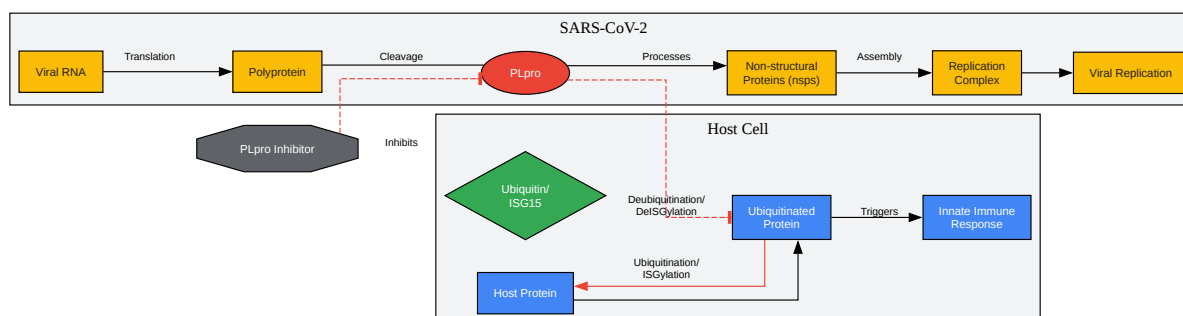 SARS-CoV-2
Viral RNA
Translation
Polyprotein
Cleavage
PLpro
Processes
Non-structural
Proteins (nsps)
Assembly
Replication
Complex
Viral Replication
PLpro Inhibitor
Inhibits
Host Cell
Ubiquitin/
ISG15
Deubiquitination/
DeISGylation
Ubiquitinated
Protein
Triggers
Innate Immune
Response
Ubiquitination/
ISGylation
Host Protein